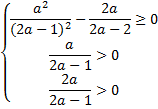 { a²/(2a − 1)² − 2a/(2a − 2) ≥ 0
a/(2a − 1) > 0
2a/(2a − 1) > 0